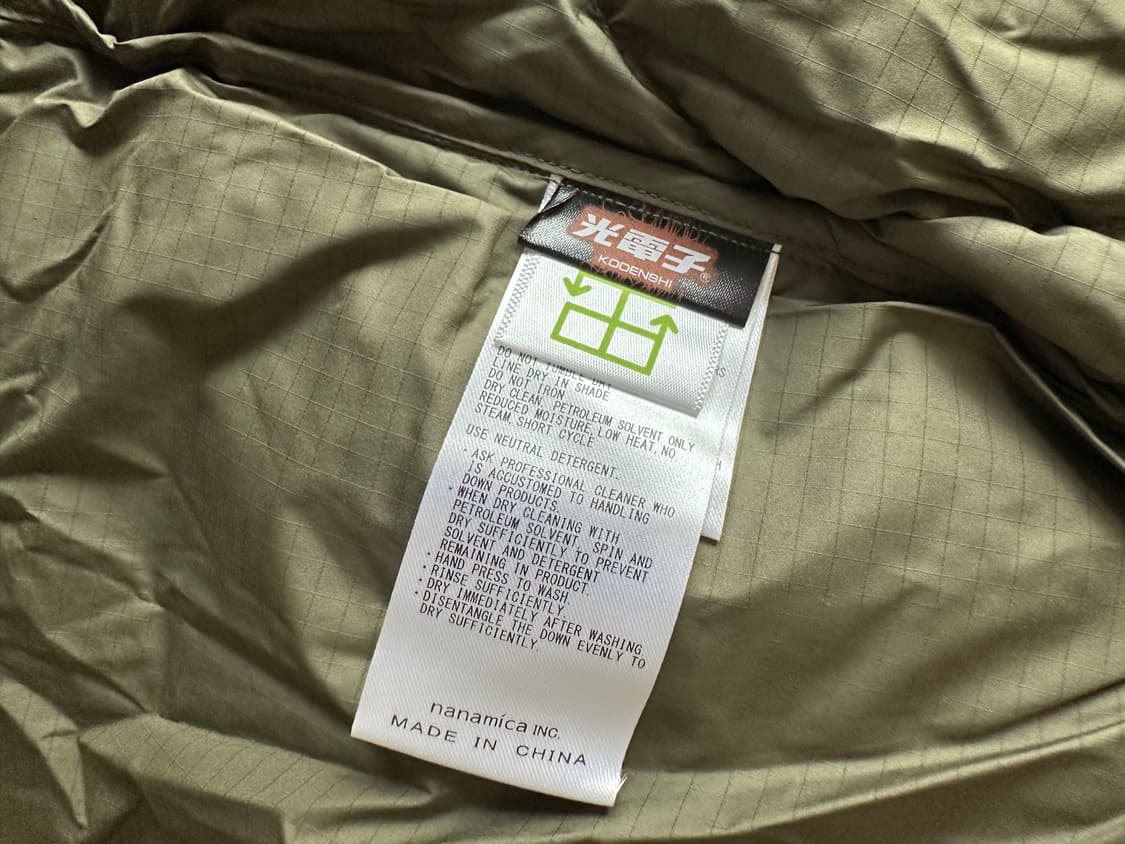 光電子®
KODENSHI
DO NOT
LINE DRY IN SHADE
DO NOT IRON
DRY CLEAN, PETROLEUM SOLVENT ONLY
REDUCED MOISTURE, LOW HEAT, NO
STEAM, SHORT CYCLE
USE NEUTRAL DETERGENT.
・ASK PROFESSIONAL CLEANER WHO
IS ACCUSTOMED TO HANDLING
DOWN PRODUCTS.
・WHEN DRY CLEANING WITH
PETROLEUM SOLVENT, SPIN AND
DRY SUFFICIENTLY TO PREVENT
SOLVENT AND DETERGENT
REMAINING IN PRODUCT.
・HAND PRESS TO WASH
・RINSE SUFFICIENTLY.
・DRY IMMEDIATELY AFTER WASHING.
・DISENTANGLE THE DOWN EVENLY TO
DRY SUFFICIENTLY.
nanamica INC.
MADE IN CHINA